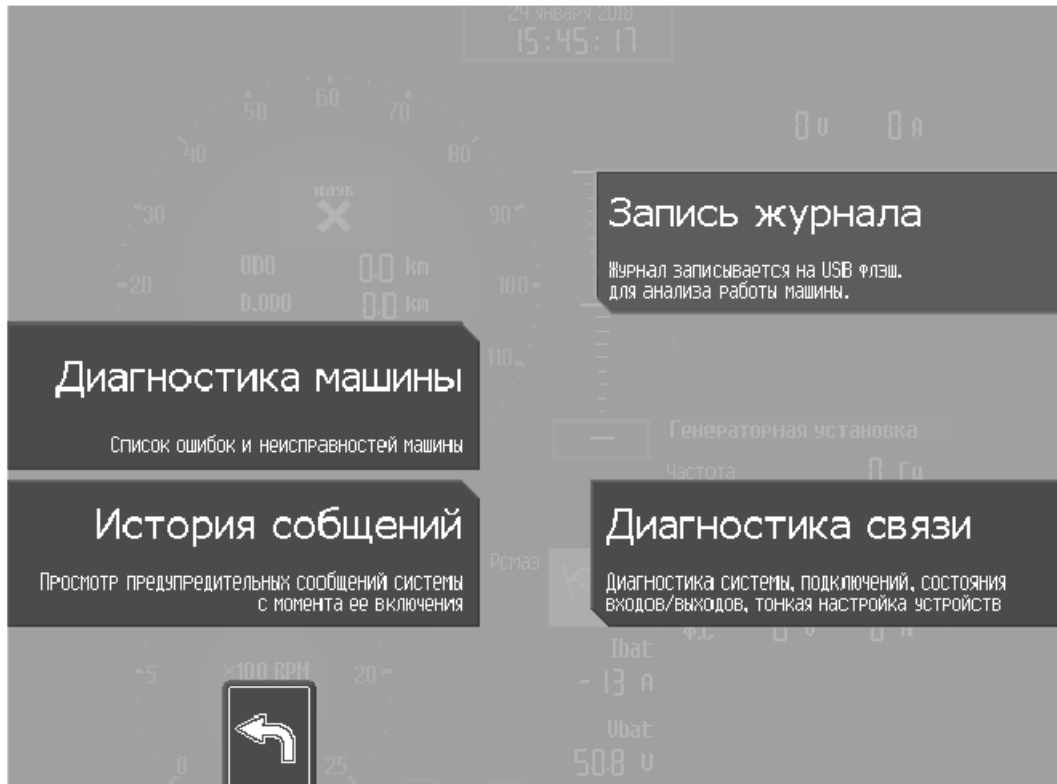 24 января 2018
15:45:17
60
50
70
40
80
0 V 0 A
КЛУБ
30
90
Запись журнала
ODO 0.0 km
Журнал записывается на USB флэш.
20
100
для анализа работы машины.
D.ODO 0.0 km
110
Диагностика машины
Список ошибок и неисправностей машины
Генераторная установка
Частота 0 Гц
История собщений
Диагностика связи
Рсмаз
Просмотр предупредительных сообщений системы
с момента ее включения
Диагностика системы, подключений, состояния
входов/выходов, тонкая настройка устройств
Ibat
5
×100 RPM
20
-13 A
Vbat
50.8 V
0
25